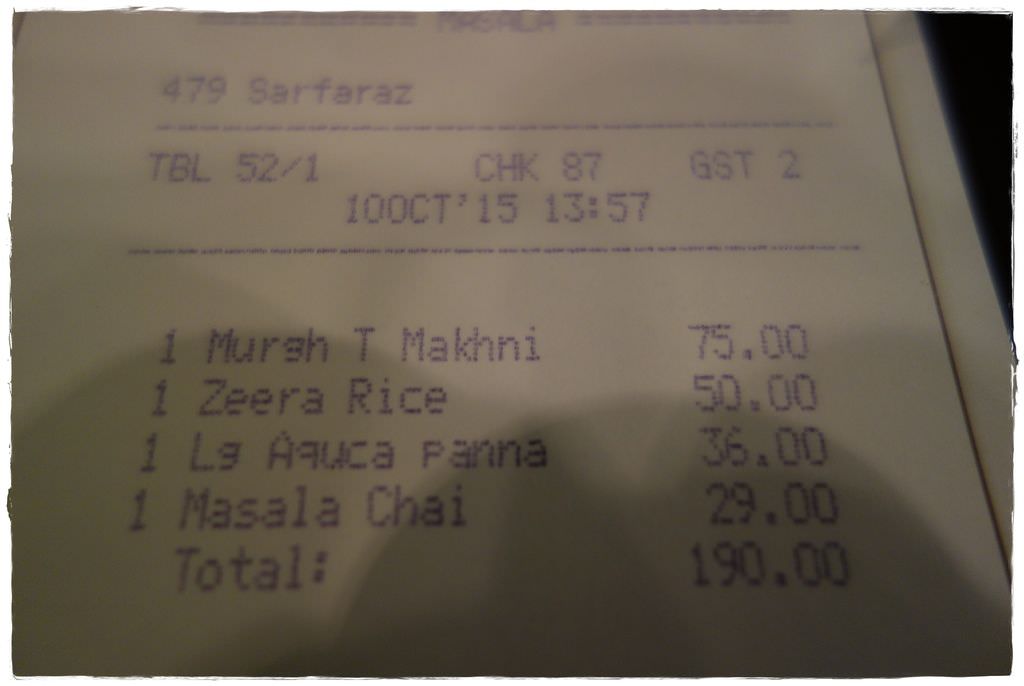 ============ MASALA ============
479 Sarfaraz
TBL 52/1 CHK 87 GST 2
10OCT'15 13:57
1 Murgh T Makhni 75.00
1 Zeera Rice 50.00
1 Lg Aquca panna 36.00
1 Masala Chai 29.00
Total: 190.00